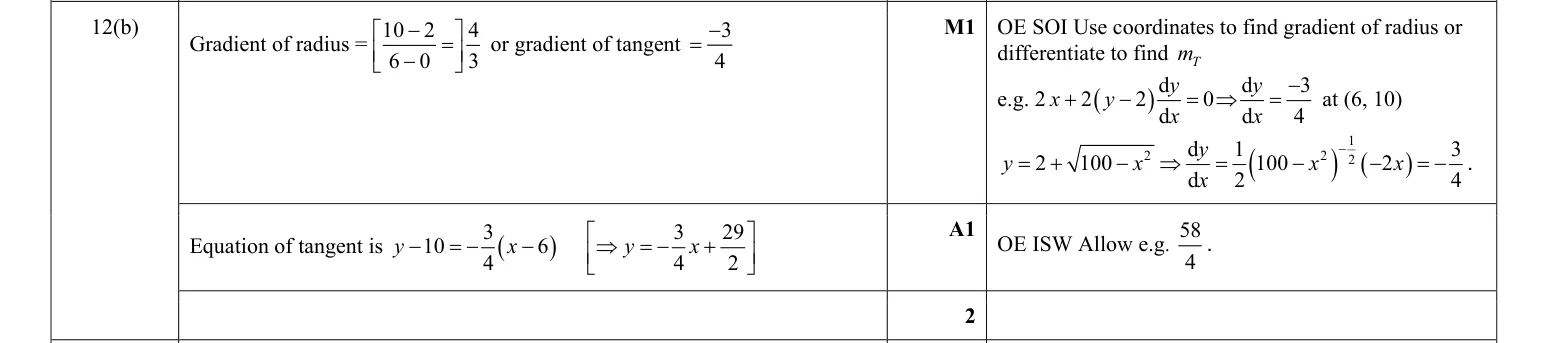 12(b)
Gradient of radius = [(10 − 2)/(6 − 0) =] 4/3 or gradient of tangent = −3/4
M1
OE SOI Use coordinates to find gradient of radius or
differentiate to find m_T
e.g. 2x + 2(y − 2) dy/dx = 0 ⇒ dy/dx = −3/4 at (6, 10)
y = 2 + √(100 − x²) ⇒ dy/dx = 1/2 (100 − x²)^(−1/2) (−2x) = −3/4 .
Equation of tangent is y − 10 = −3/4 (x − 6) [⇒ y = −3/4 x + 29/2]
A1
OE ISW Allow e.g. 58/4 .
2